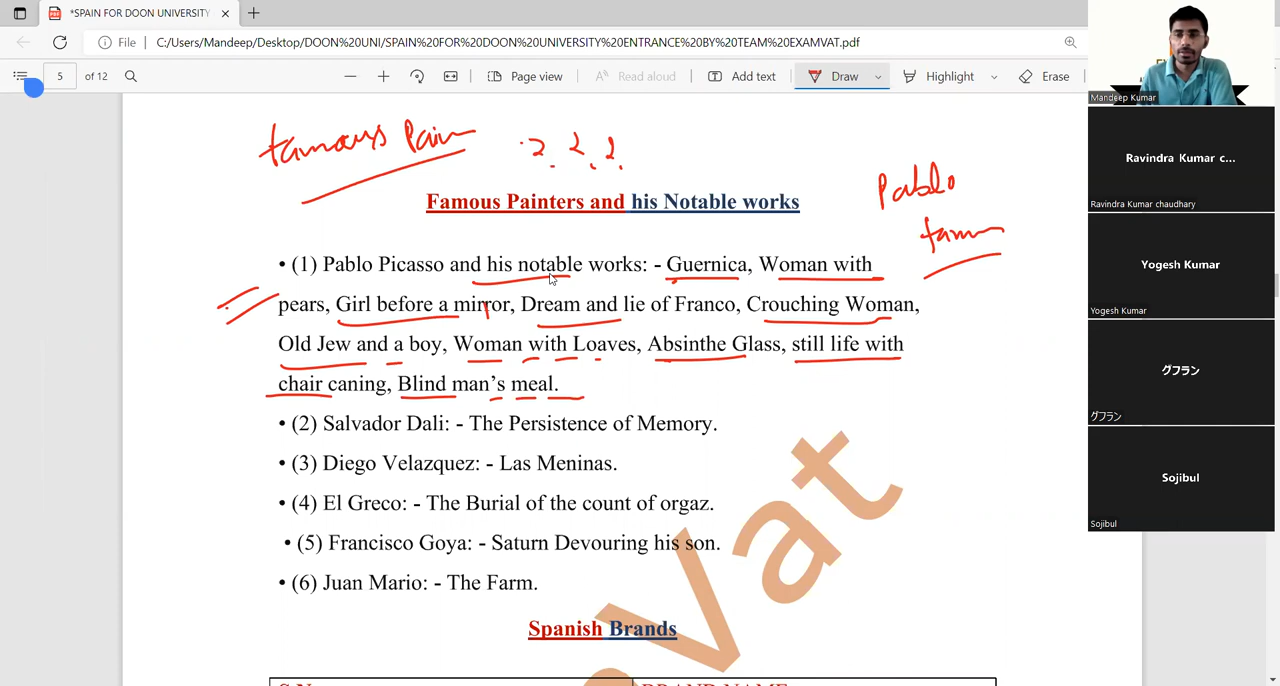 *SPAIN FOR DOON UNIVERSITY
File C:/Users/Mandeep/Desktop/DOON%20UNI/SPAIN%20FOR%20DOON%20UNIVERSITY%20ENTRANCE%20BY%20TEAM%20EXAMVAT.pdf
5 of 12 Page view Read aloud Add text Draw Highlight Erase
Mandeep Kumar
famous Pain
2 2 2
Pablo
Famous Painters and his Notable works
• (1) Pablo Picasso and his notable works: - Guernica, Woman with
pears, Girl before a mirror, Dream and lie of Franco, Crouching Woman,
Old Jew and a boy, Woman with Loaves, Absinthe Glass, still life with
chair caning, Blind man's meal.
• (2) Salvador Dali: - The Persistence of Memory.
• (3) Diego Velazquez: - Las Meninas.
• (4) El Greco: - The Burial of the count of orgaz.
• (5) Francisco Goya: - Saturn Devouring his son.
• (6) Juan Mario: - The Farm.
Spanish Brands
BRAND NAME
Vat
Ravindra Kumar c...
Ravindra Kumar chaudhary
Yogesh Kumar
Yogesh Kumar
グフラン
グフラン
Sojibul
Sojibul